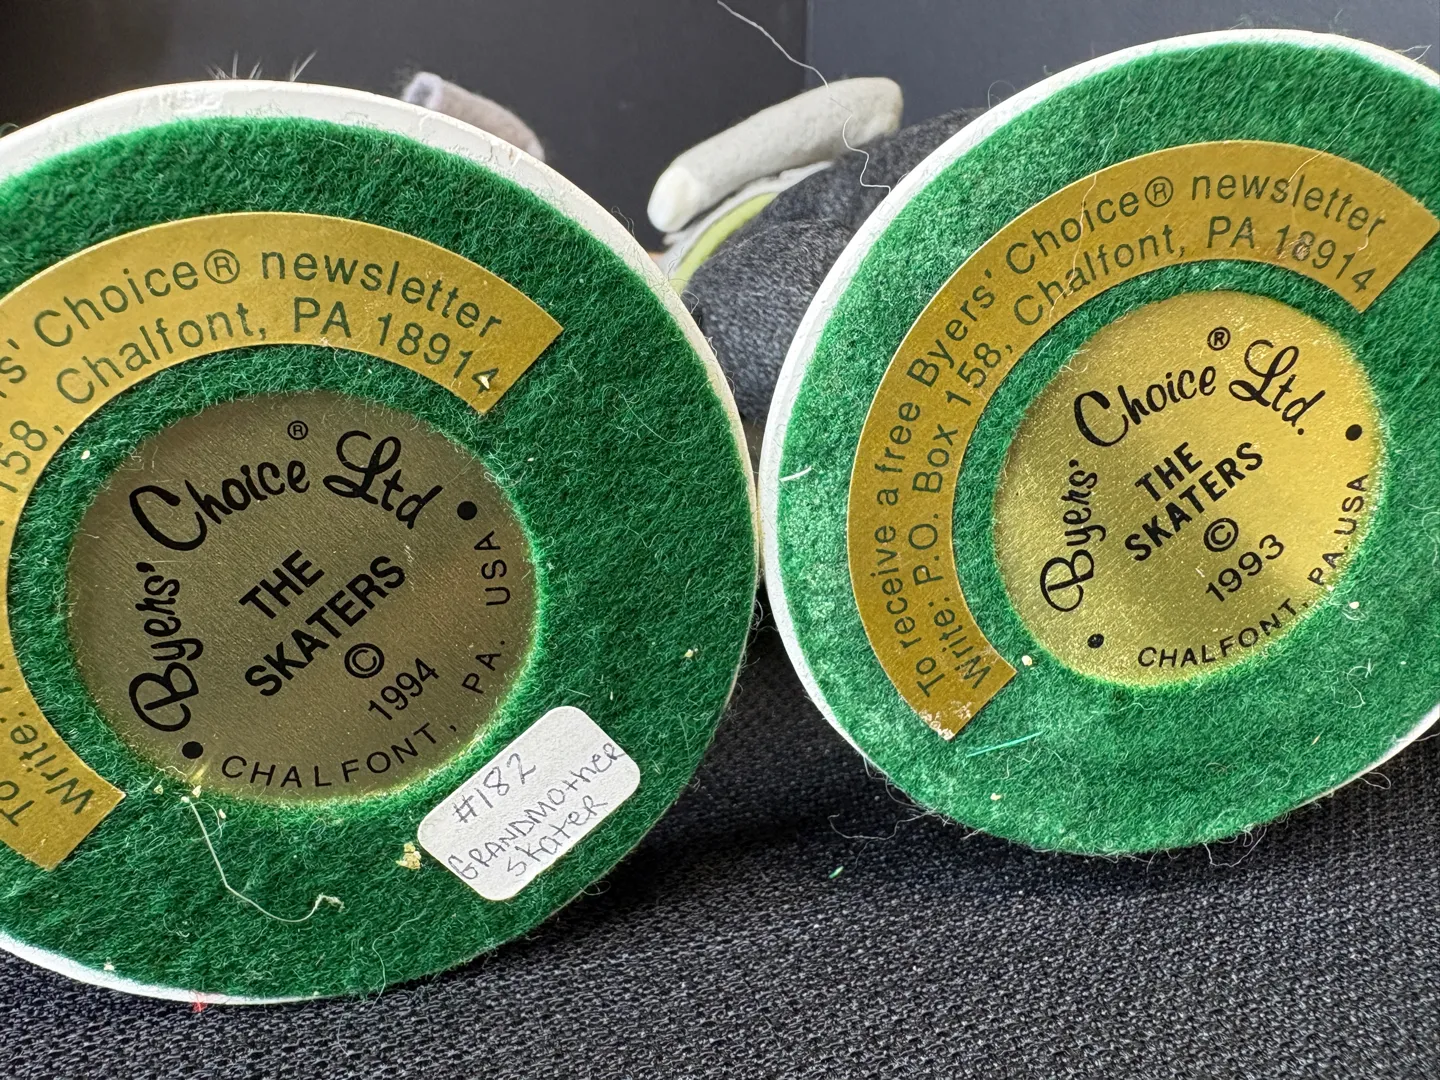 s' Choice® newsletter
158, Chalfont, PA 18914
To
Write:
Byers' Choice® Ltd.
THE
SKATERS
©
1994
CHALFONT, PA. USA
#182
GRANDMOTHER
SKATER
To receive a free Byers' Choice® newsletter
Write: P.O. Box 158, Chalfont, PA 18914
Byers' Choice® Ltd.
THE
SKATERS
©
1993
CHALFONT, PA. USA